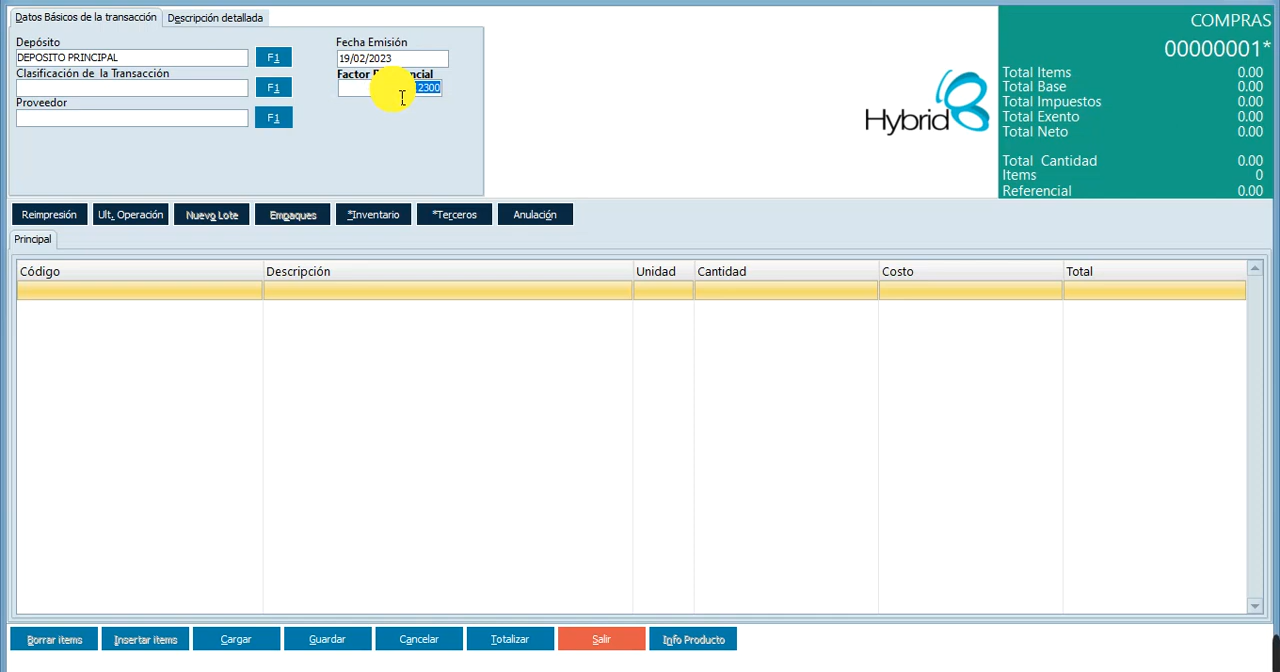 Datos Básicos de la transacción Descripción detallada
Depósito
DEPOSITO PRINCIPAL F1
Clasificación de la Transacción
F1
Proveedor
F1
Fecha Emisión
19/02/2023
Factor
2300
Hybrid
COMPRAS
00000001*
Total Items 0.00
Total Base 0.00
Total Impuestos 0.00
Total Exento 0.00
Total Neto 0.00
Total Cantidad 0.00
Items 0
Referencial 0.00
Reimpresión Ult. Operación Nuevo Lote Empaques *Inventario *Terceros Anulación
Principal
Código Descripción Unidad Cantidad Costo Total
Borrar items Insertar items Cargar Guardar Cancelar Totalizar Salir Info Producto